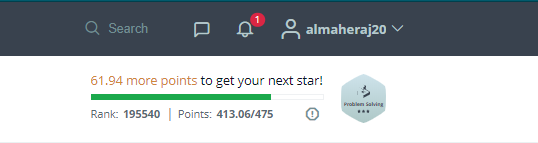 Search 1 almaheraj20
61.94 more points to get your next star!
Rank: 195540 | Points: 413.06/475
Problem Solving